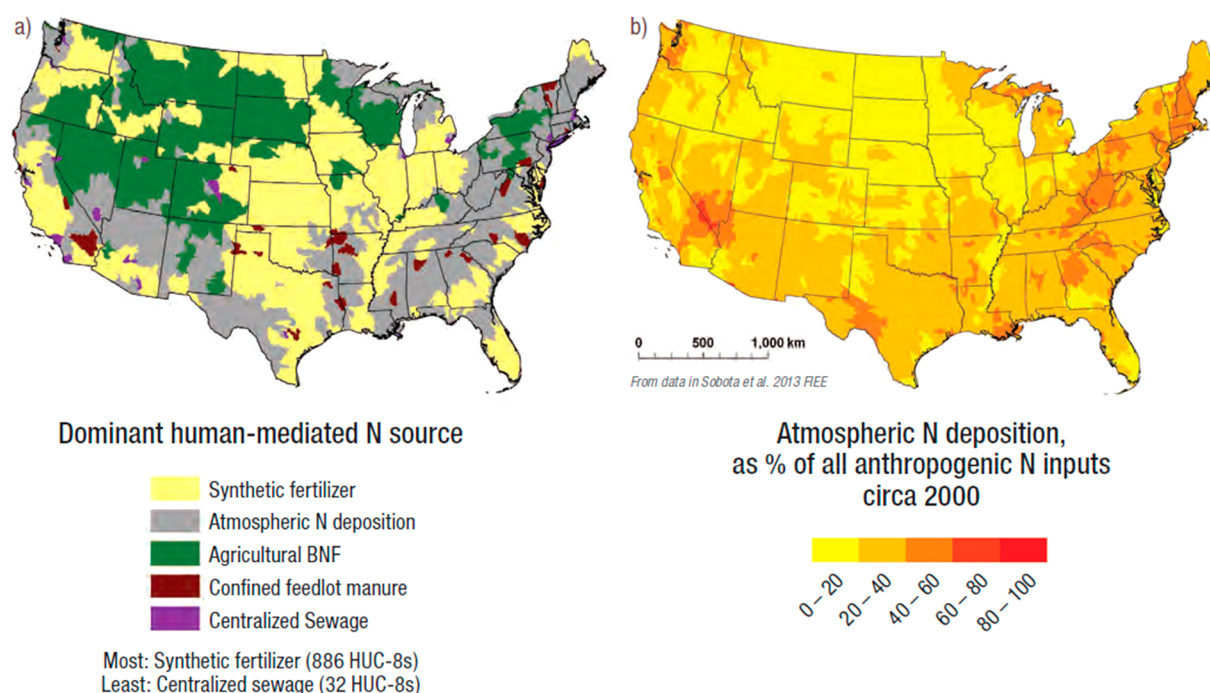 a)
b)
0 500 1,000 km
From data in Sobota et al. 2013 FIEE
Dominant human-mediated N source
Synthetic fertilizer
Atmospheric N deposition
Agricultural BNF
Confined feedlot manure
Centralized Sewage
Most: Synthetic fertilizer (886 HUC-8s)
Least: Centralized sewage (32 HUC-8s)
Atmospheric N deposition,
as % of all anthropogenic N inputs
circa 2000
0 – 20
20 – 40
40 – 60
60 – 80
80 – 100